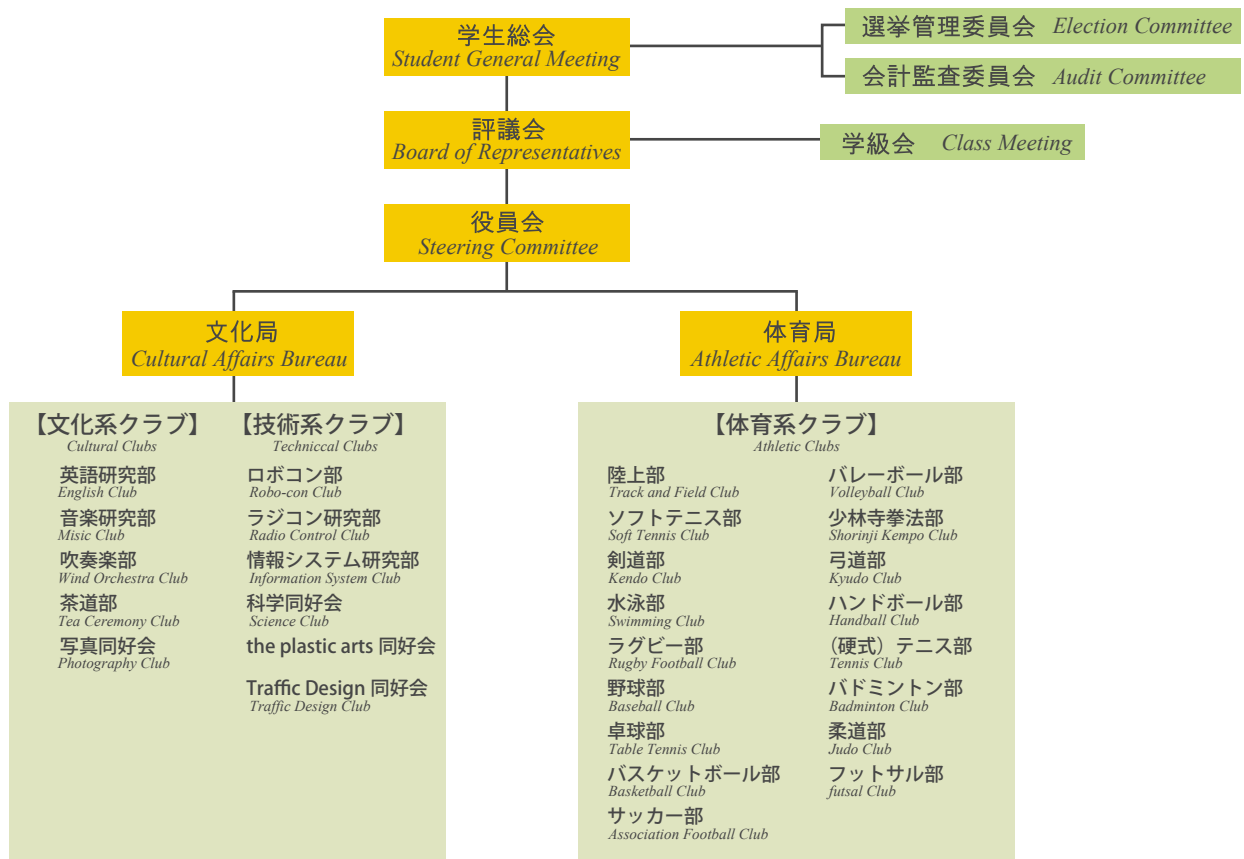 学生総会
Student General Meeting
選挙管理委員会 Election Committee
会計監査委員会 Audit Committee
評議会
Board of Representatives
学級会 Class Meeting
役員会
Steering Committee
文化局
Cultural Affairs Bureau
体育局
Athletic Affairs Bureau
【文化系クラブ】
Cultural Clubs
英語研究部
English Club
音楽研究部
Misic Club
吹奏楽部
Wind Orchestra Club
茶道部
Tea Ceremony Club
写真同好会
Photography Club
【技術系クラブ】
Techniccal Clubs
ロボコン部
Robo-con Club
ラジコン研究部
Radio Control Club
情報システム研究部
Information System Club
科学同好会
Science Club
the plastic arts 同好会
Traffic Design 同好会
Traffic Design Club
【体育系クラブ】
Athletic Clubs
陸上部
Track and Field Club
ソフトテニス部
Soft Tennis Club
剣道部
Kendo Club
水泳部
Swimming Club
ラグビー部
Rugby Football Club
野球部
Baseball Club
卓球部
Table Tennis Club
バスケットボール部
Basketball Club
サッカー部
Association Football Club
バレーボール部
Volleyball Club
少林寺拳法部
Shorinji Kempo Club
弓道部
Kyudo Club
ハンドボール部
Handball Club
（硬式）テニス部
Tennis Club
バドミントン部
Badminton Club
柔道部
Judo Club
フットサル部
futsal Club